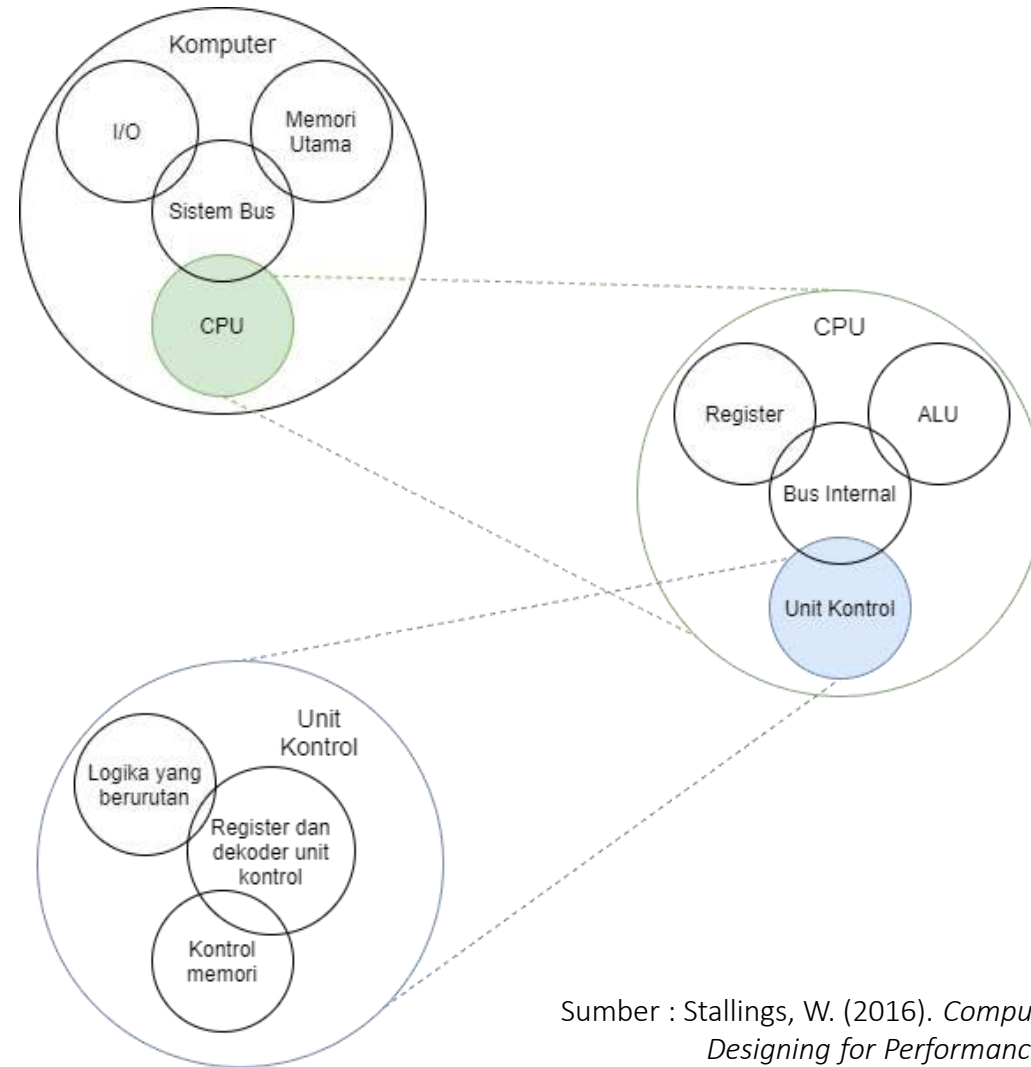 Komputer
I/O
Memori
Utama
Sistem Bus
CPU
CPU
Register
ALU
Bus Internal
Unit Kontrol
Unit
Kontrol
Logika yang
berurutan
Register dan
dekoder unit
kontrol
Kontrol
memori
Sumber : Stallings, W. (2016). Compu
Designing for Performanc